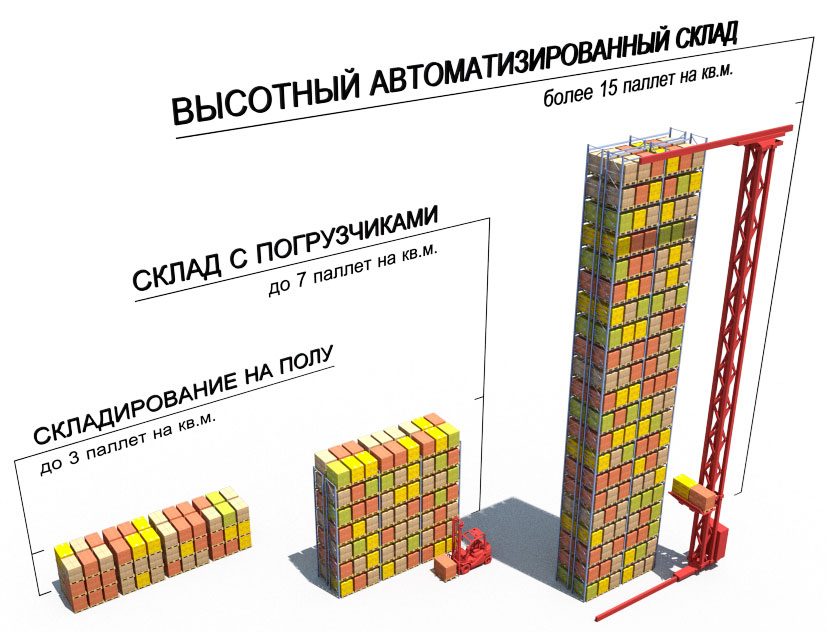 ВЫСОТНЫЙ АВТОМАТИЗИРОВАННЫЙ СКЛАД
более 15 паллет на кв.м.
СКЛАД С ПОГРУЗЧИКАМИ
до 7 паллет на кв.м.
СКЛАДИРОВАНИЕ НА ПОЛУ
до 3 паллет на кв.м.